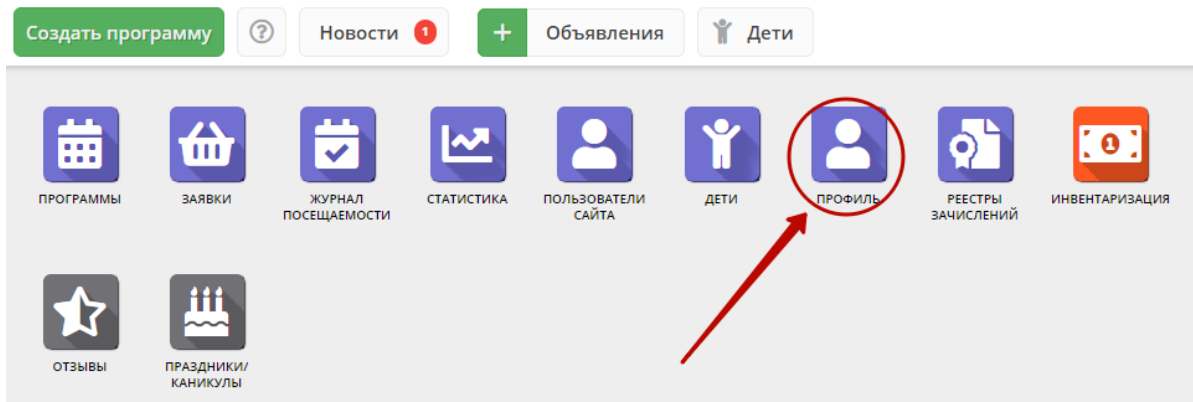 Создать программу
?
Новости 1
+ Объявления
Дети
ПРОГРАММЫ
ЗАЯВКИ
ЖУРНАЛ
ПОСЕЩАЕМОСТИ
СТАТИСТИКА
ПОЛЬЗОВАТЕЛИ
САЙТА
ДЕТИ
ПРОФИЛЬ
РЕЕСТРЫ
ЗАЧИСЛЕНИЙ
1
ИНВЕНТАРИЗАЦИЯ
ОТЗЫВЫ
ПРАЗДНИКИ/
КАНИКУЛЫ